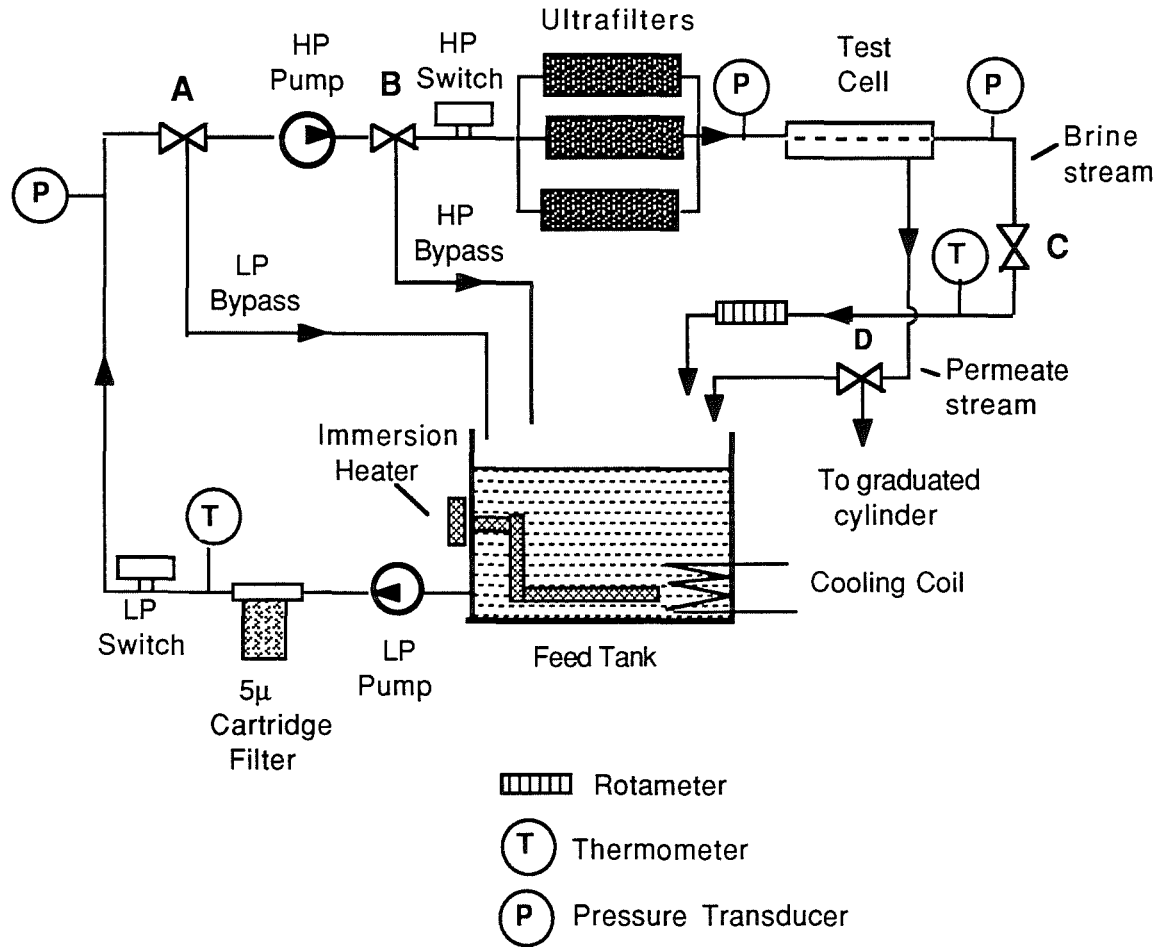 Ultrafilters
HP
Pump
HP
Switch
Test
Cell
A
B
P
P
P
Brine
stream
HP
Bypass
C
T
LP
Bypass
D
Permeate
stream
Immersion
Heater
To graduated
cylinder
T
Cooling Coil
LP
Switch
LP
Pump
Feed Tank
5μ
Cartridge
Filter
Rotameter
T
Thermometer
P
Pressure Transducer